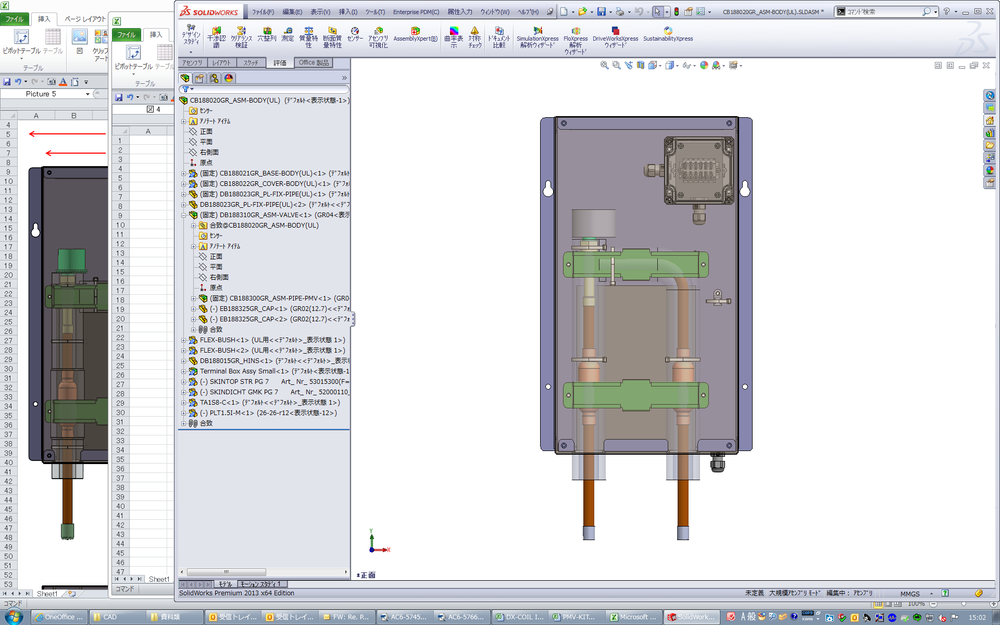 SOLIDWORKS
ファイル(F) 編集(E) 表示(V) 挿入(I) ツール(T) Enterprise PDM(C) 属性入力 ウィンドウ(W) ヘルプ(H)
CB188020GR_ASM-BODY(UL).SLDASM *
コマンド検索
ファイル 挿入 ページ レイアウト
ピボットテーブル テーブル 図 クリップ アート
テーブル
Picture 5
ファイル 挿入
ピボットテーブル テーブル
テーブル
図 4
デザイン スタディ
干渉認識
クリアランス検証
穴整列
測定
質量特性
断面質量特性
センサー
アセンブリ可視化
AssemblyXpert(B)
曲率表示
対称チェック
ドキュメント比較
SimulationXpress 解析ウィザード
FloXpress 解析 ウィザード
DriveWorksXpress ウィザード
SustainabilityXpress
アセンブリ レイアウト スケッチ 評価 Office 製品
CB188020GR_ASM-BODY(UL) (デフォルト<表示状態-1>)
センサー
アノテート アイテム
正面
平面
右側面
原点
(固定) CB188021GR_BASE-BODY(UL)<1> (デフォルト
(固定) CB188022GR_COVER-BODY(UL)<1> (デフォ
(固定) DB188023GR_PL-FIX-PIPE(UL)<1> (デフォル
DB188023GR_PL-FIX-PIPE(UL)<2> (デフォルト<<デフ
(固定) DB188310GR_ASM-VALVE<1> (GR04<表示
合致@CB188020GR_ASM-BODY(UL)
センサー
アノテート アイテム
正面
平面
右側面
原点
(固定) CB188300GR_ASM-PIPE-PMV<1> (GR0
(-) EB188325GR_CAP<1> (GR02(12.7)<<デフォ
(-) EB188325GR_CAP<2> (GR02(12.7)<<デフォ
合致
FLEX-BUSH<1> (UL用<<デフォルト>_表示状態 1>)
FLEX-BUSH<2> (UL用<<デフォルト>_表示状態 1>)
DB188015GR_HINS<1> (デフォルト<<デフォルト>_表示状
Terminal Box Assy Small<1> (デフォルト<表示状態-1
(-) SKINTOP STR PG 7 Art_ Nr_ 53015300(F=
(-) SKINDICHT GMK PG 7 Art_ Nr_ 52000110_
TA1S8-C<1> (デフォルト<<デフォルト>_表示状態 1>)
(-) PLT1.5I-M<1> (26-26-r12<表示状態-12>)
合致
A B
4
5
6
7
8
9
10
11
12
13
14
15
16
17
18
19
20
21
22
23
24
25
26
27
28
29
30
31
32
33
34
35
36
37
38
39
40
41
42
43
44
45
46
47
48
49
50
51
52
53
Sheet1
コマンド
A
1
2
3
4
5
6
7
8
9
10
11
12
13
14
15
16
17
18
19
20
21
22
23
24
25
26
27
28
29
30
31
32
33
34
35
36
37
38
39
40
41
42
43
44
45
46
47
Sheet1
コマンド
Y
X
*正面
モデル モーション スタディ 1
SolidWorks Premium 2013 x64 Edition
未定義 大規模アセンブリ モード 編集中： アセンブリ
MMGS
100%
OneOffice ...
CAD
資料類
受信トレイ...
受信トレイ...
FW: Re. P...
AC6-5745...
AC6-5766...
DX-COIL I...
PMV-KIT...
Microsoft ...
SolidWork...
A 般
CAPS
KANA
15:02